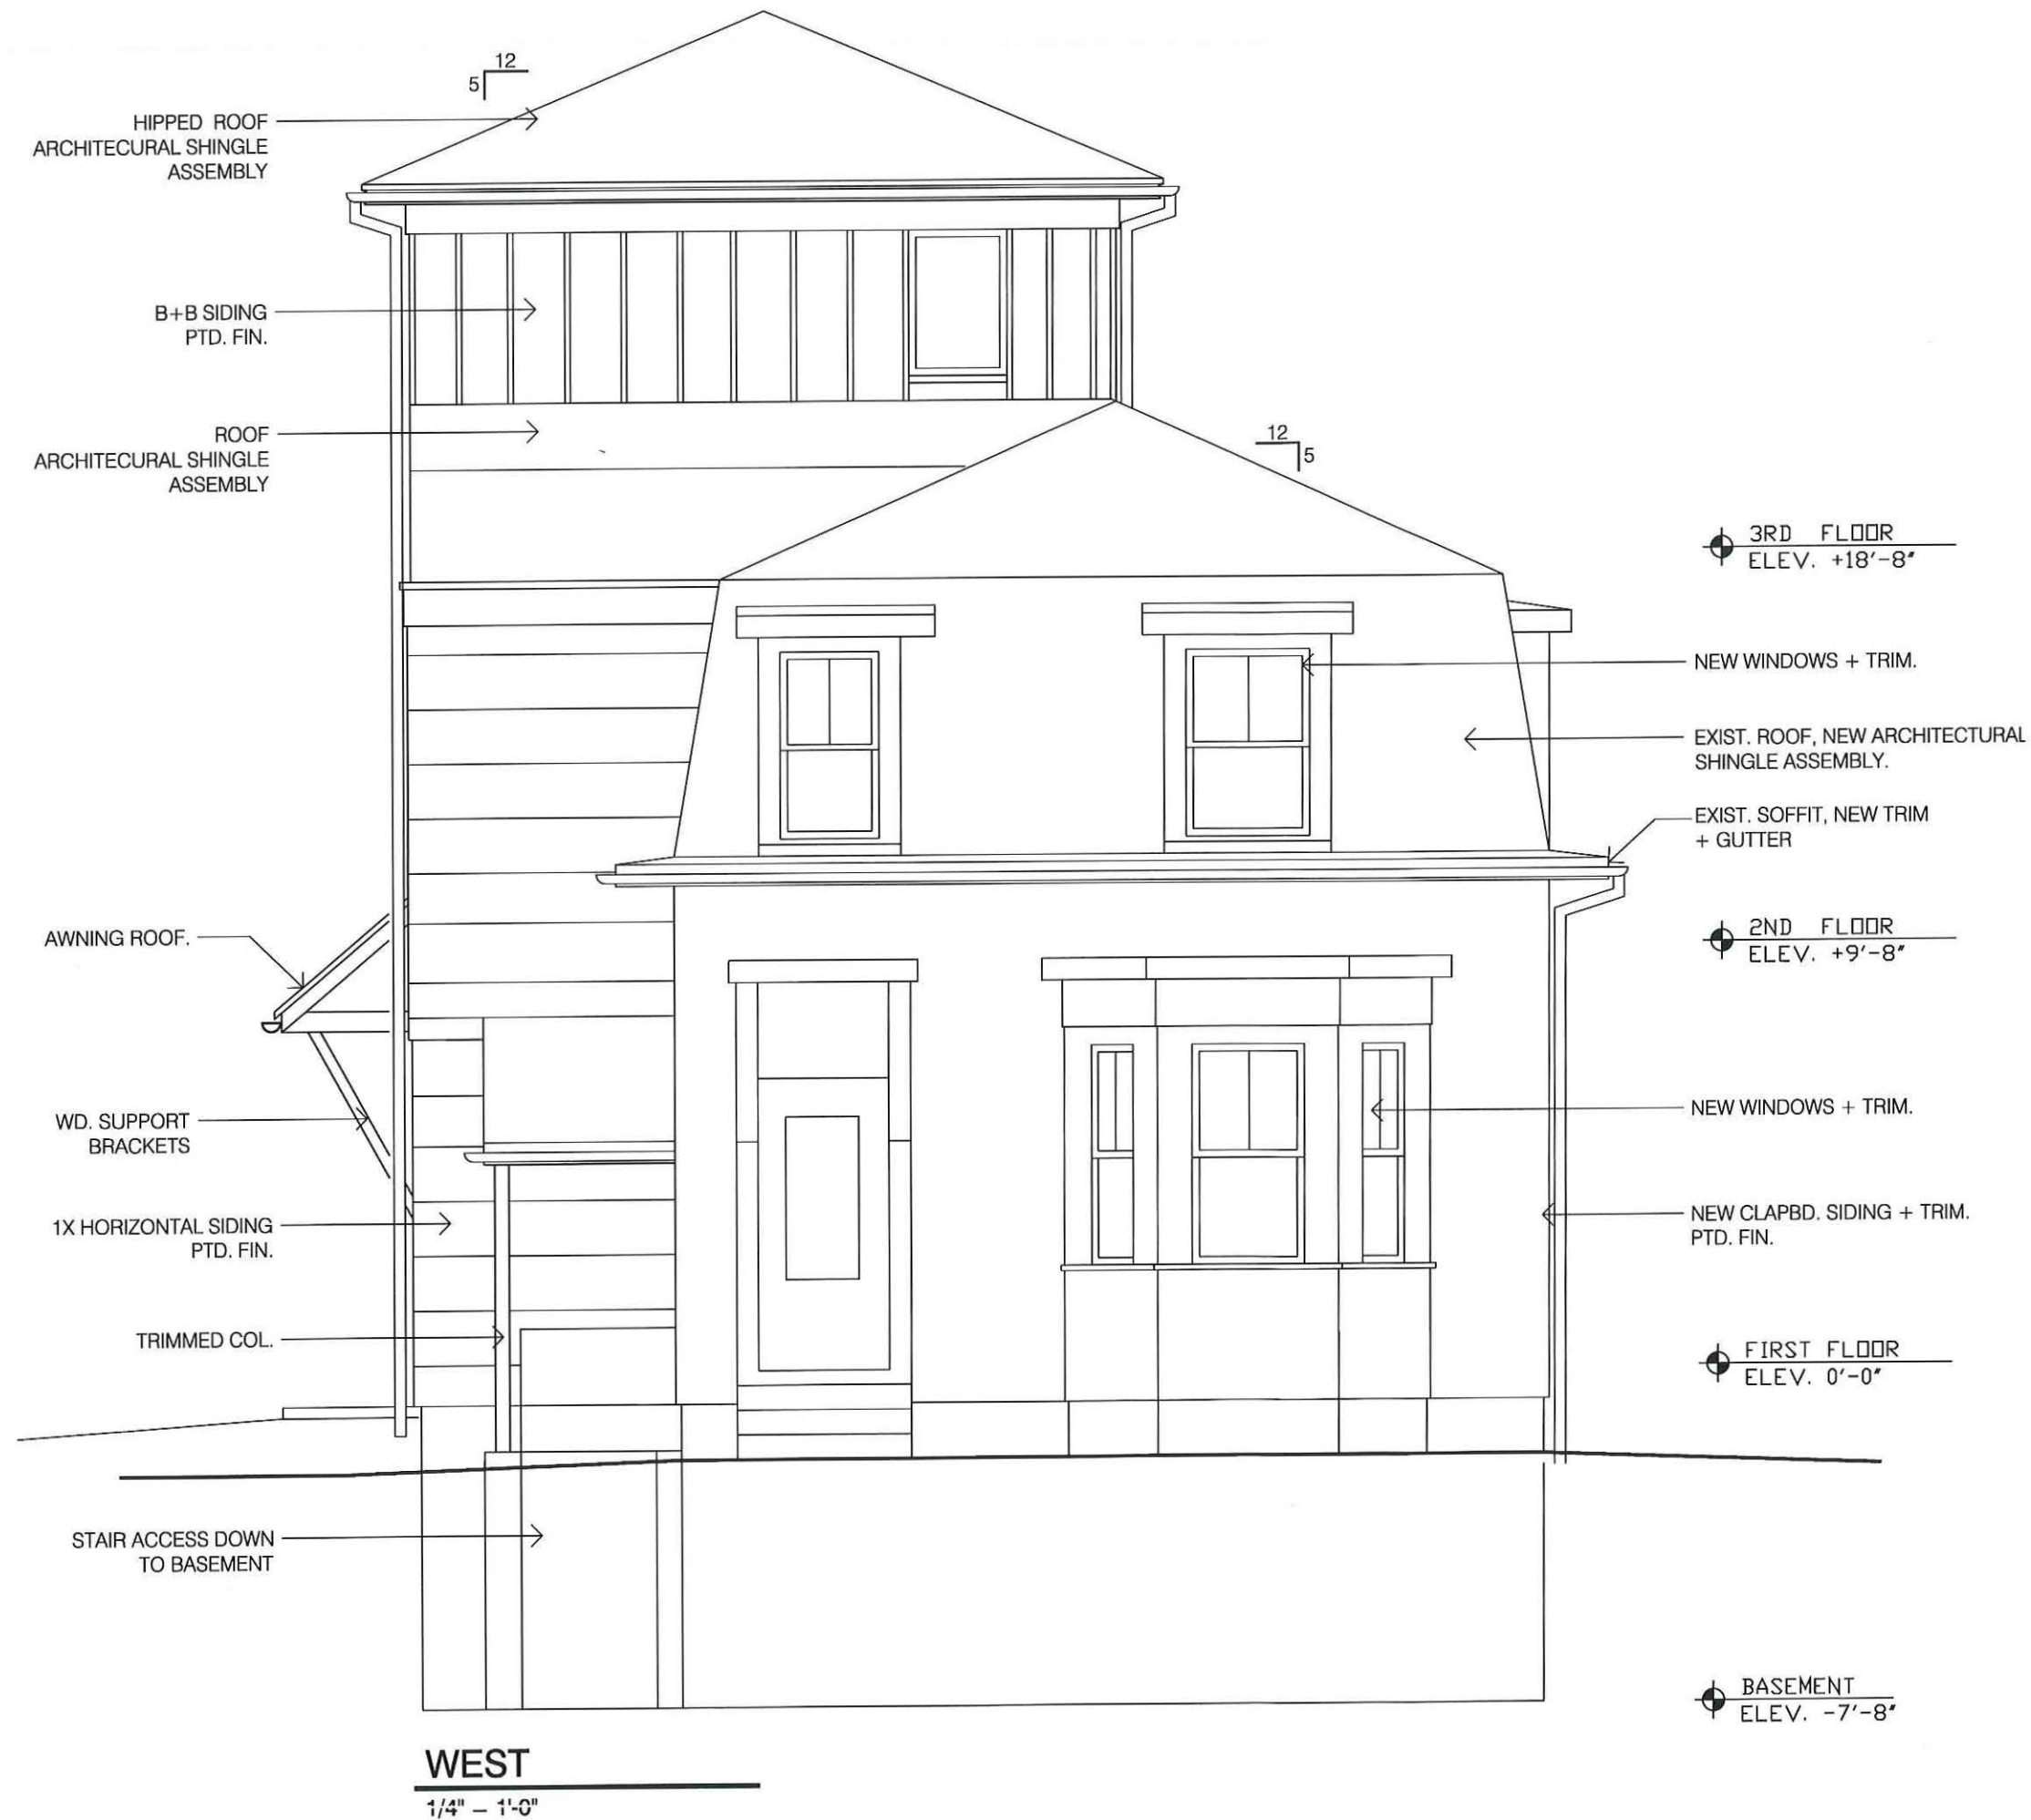 12
5
HIPPED ROOF
ARCHITECURAL SHINGLE
ASSEMBLY
B+B SIDING
PTD. FIN.
ROOF
ARCHITECURAL SHINGLE
ASSEMBLY
12
5
3RD FLOOR
ELEV. +18'-8"
NEW WINDOWS + TRIM.
EXIST. ROOF, NEW ARCHITECTURAL
SHINGLE ASSEMBLY.
EXIST. SOFFIT, NEW TRIM
+ GUTTER
AWNING ROOF.
2ND FLOOR
ELEV. +9'-8"
WD. SUPPORT
BRACKETS
NEW WINDOWS + TRIM.
1X HORIZONTAL SIDING
PTD. FIN.
NEW CLAPBD. SIDING + TRIM.
PTD. FIN.
TRIMMED COL.
FIRST FLOOR
ELEV. 0'-0"
STAIR ACCESS DOWN
TO BASEMENT
BASEMENT
ELEV. -7'-8"
WEST
1/4" = 1'-0"